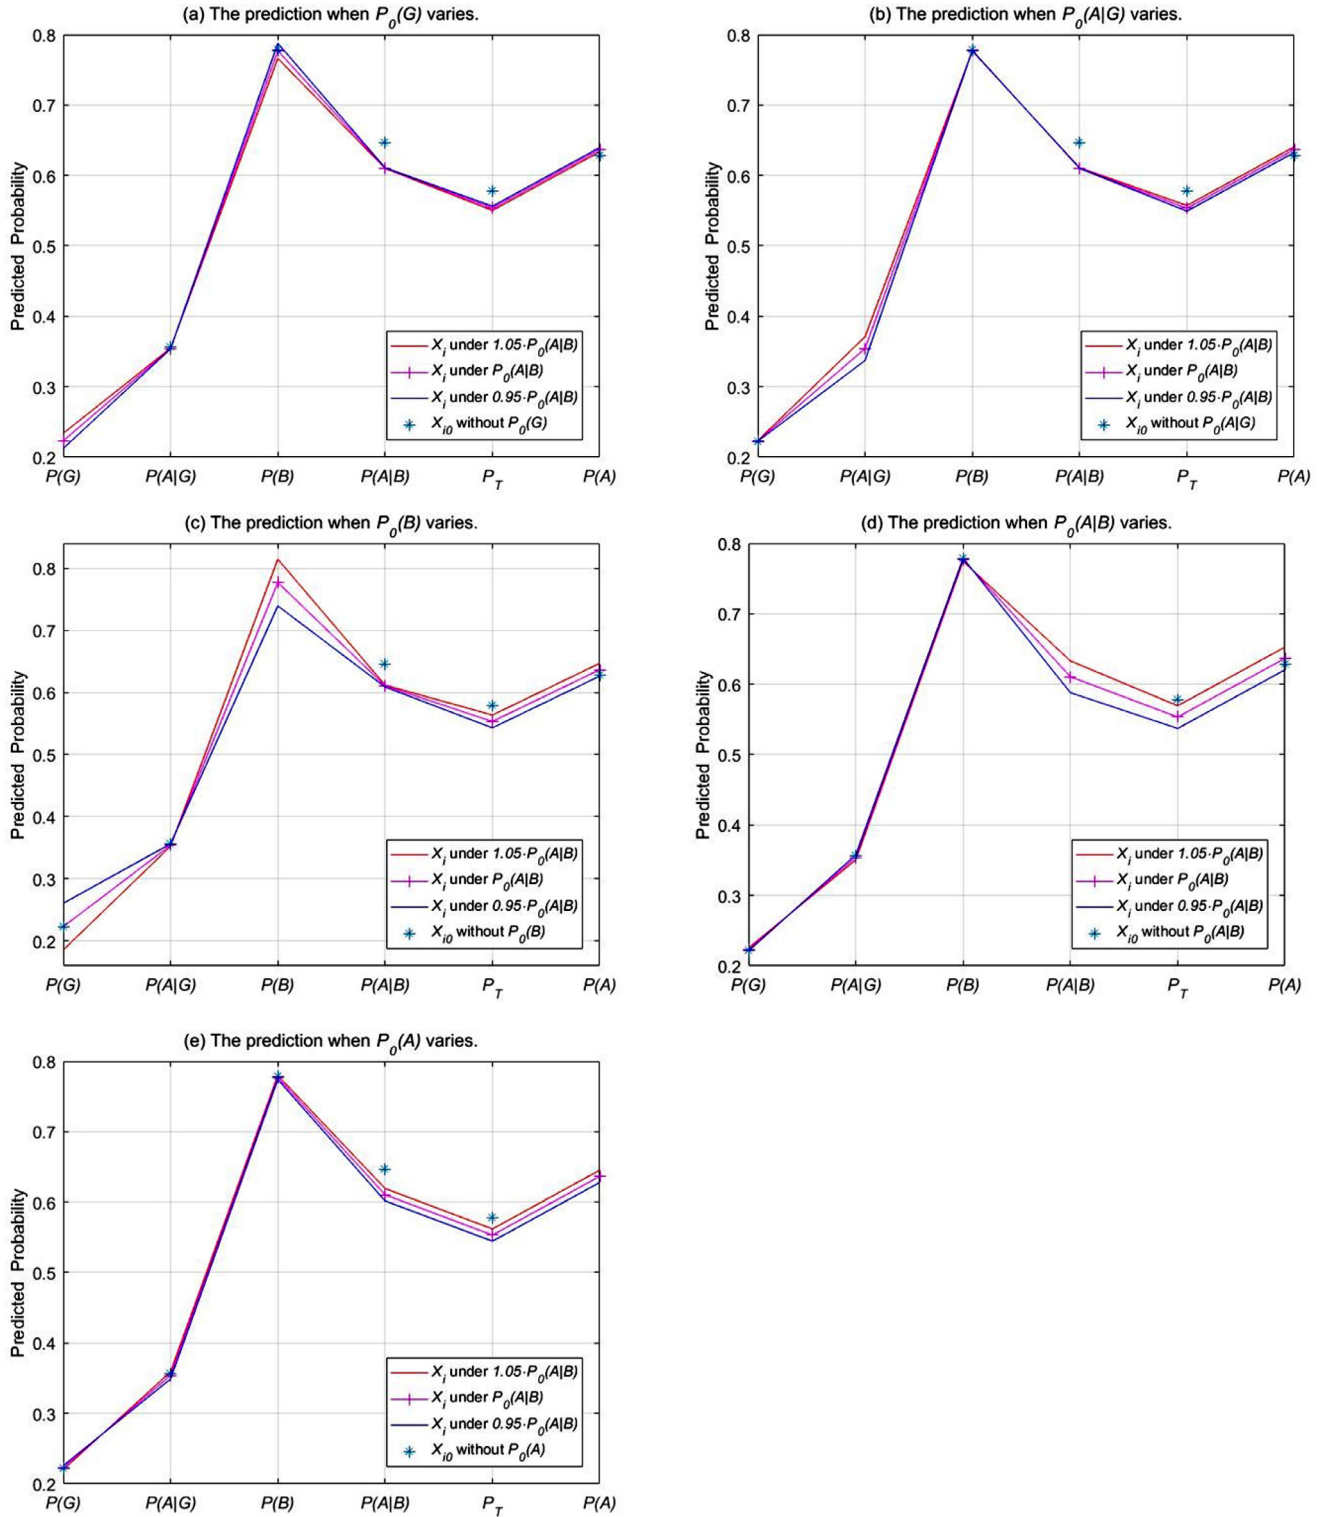 (a) The prediction when P0(G) varies.
0.8
0.7
0.6
0.5
0.4
0.3
0.2
Predicted Probability
Xi under 1.05·P0(A|B)
Xi under P0(A|B)
Xi under 0.95·P0(A|B)
Xi0 without P0(G)
P(G) P(A|G) P(B) P(A|B) PT P(A)
(b) The prediction when P0(A|G) varies.
0.8
0.7
0.6
0.5
0.4
0.3
0.2
Predicted Probability
Xi under 1.05·P0(A|B)
Xi under P0(A|B)
Xi under 0.95·P0(A|B)
Xi0 without P0(A|G)
P(G) P(A|G) P(B) P(A|B) PT P(A)
(c) The prediction when P0(B) varies.
0.8
0.7
0.6
0.5
0.4
0.3
0.2
Predicted Probability
Xi under 1.05·P0(A|B)
Xi under P0(A|B)
Xi under 0.95·P0(A|B)
Xi0 without P0(B)
P(G) P(A|G) P(B) P(A|B) PT P(A)
(d) The prediction when P0(A|B) varies.
0.8
0.7
0.6
0.5
0.4
0.3
0.2
Predicted Probability
Xi under 1.05·P0(A|B)
Xi under P0(A|B)
Xi under 0.95·P0(A|B)
Xi0 without P0(A|B)
P(G) P(A|G) P(B) P(A|B) PT P(A)
(e) The prediction when P0(A) varies.
0.8
0.7
0.6
0.5
0.4
0.3
0.2
Predicted Probability
Xi under 1.05·P0(A|B)
Xi under P0(A|B)
Xi under 0.95·P0(A|B)
Xi0 without P0(A)
P(G) P(A|G) P(B) P(A|B) PT P(A)